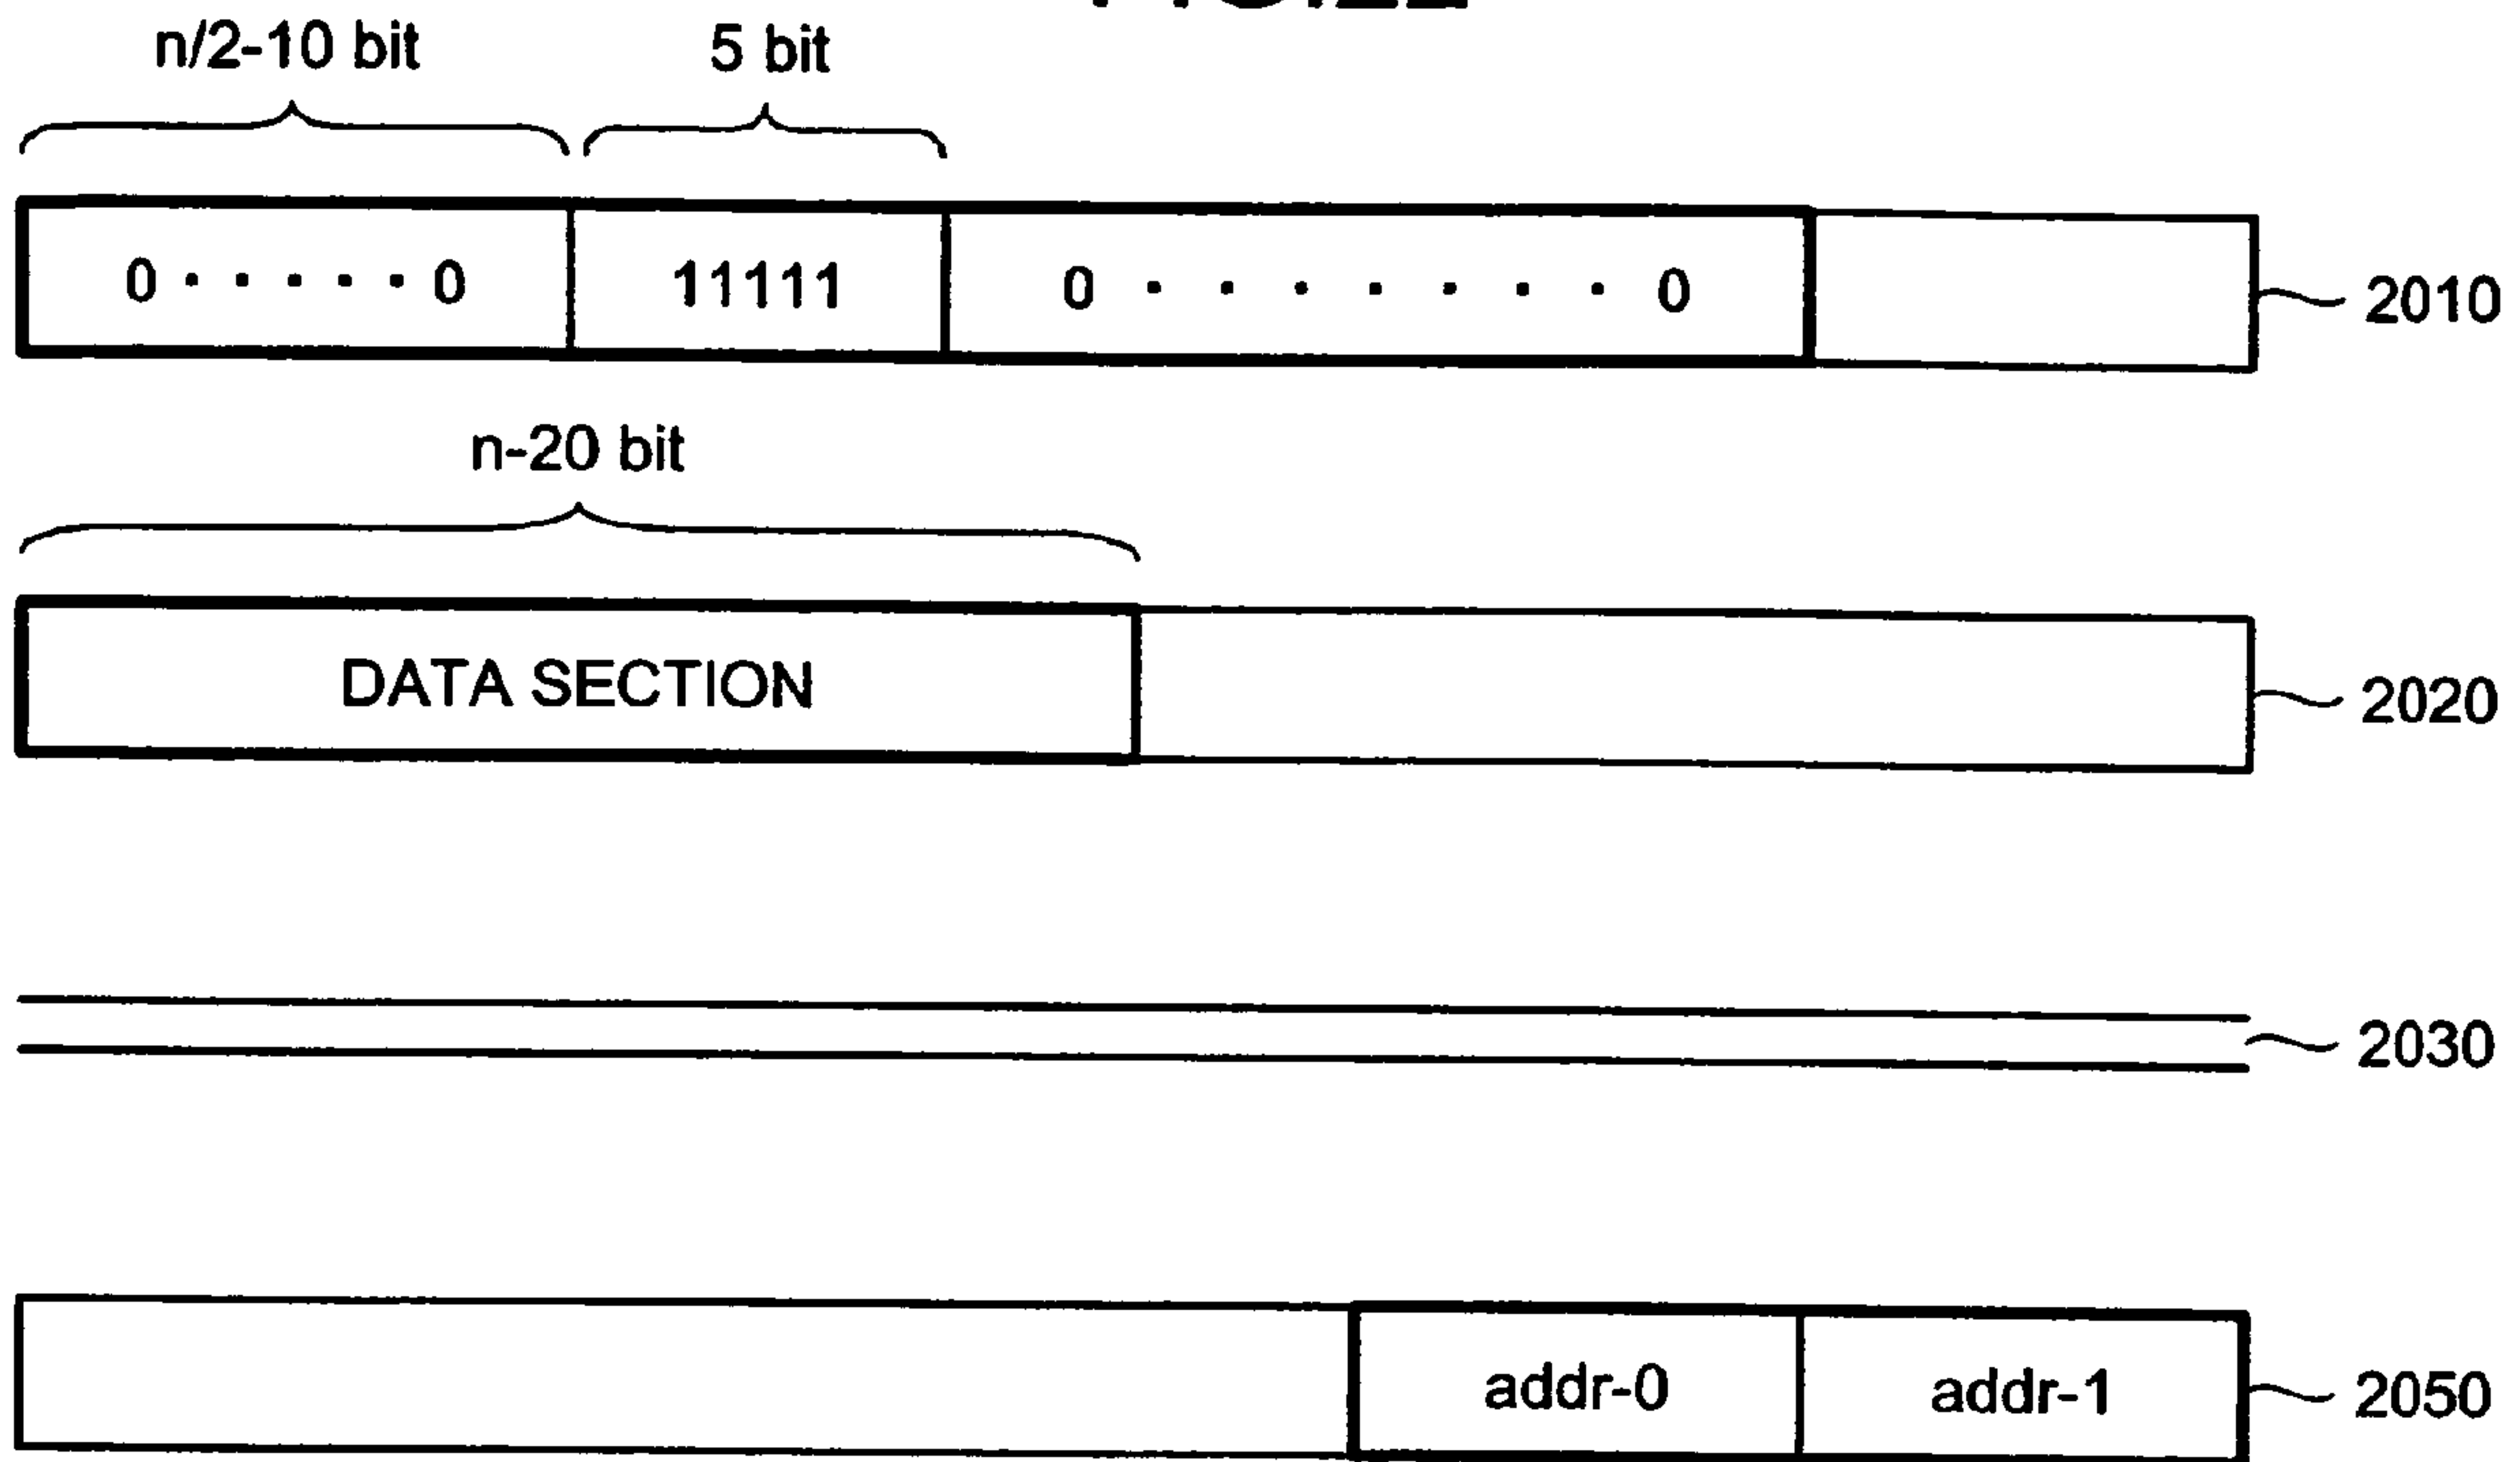 n/2-10 bit 5 bit
0 · · · · · 0 11111 0 · · · · · · · 0 2010
n-20 bit
DATA SECTION 2020
2030
addr-0 addr-1 2050